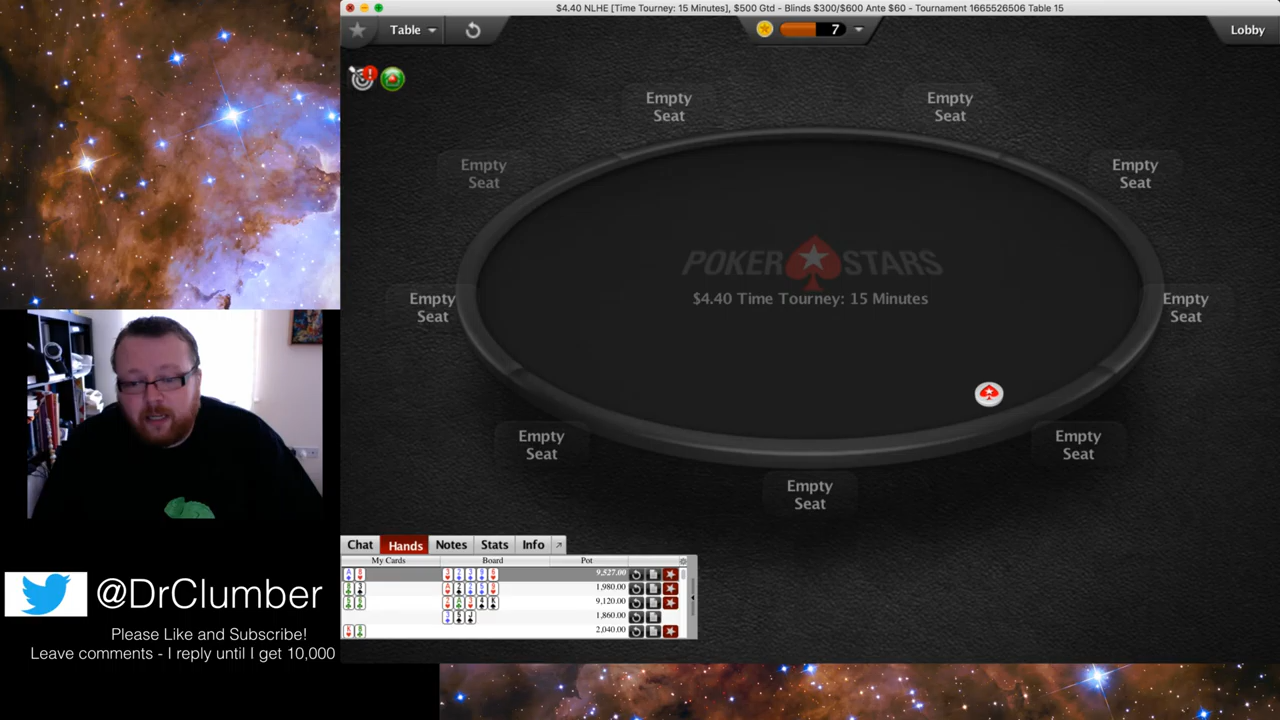 $4.40 NLHE [Time Tourney: 15 Minutes], $500 Gtd - Blinds $300/$600 Ante $60 - Tournament 1665526506 Table 15
Table
7
Lobby
Empty
Seat
Empty
Seat
Empty
Seat
Empty
Seat
POKER STARS
$4.40 Time Tourney: 15 Minutes
Empty
Seat
Empty
Seat
Empty
Seat
Empty
Seat
Empty
Seat
Chat Hands Notes Stats Info
My Cards Board Pot
9,527.00
1,980.00
9,120.00
1,860.00
2,040.00
@DrClumber
Please Like and Subscribe!
Leave comments - I reply until I get 10,000